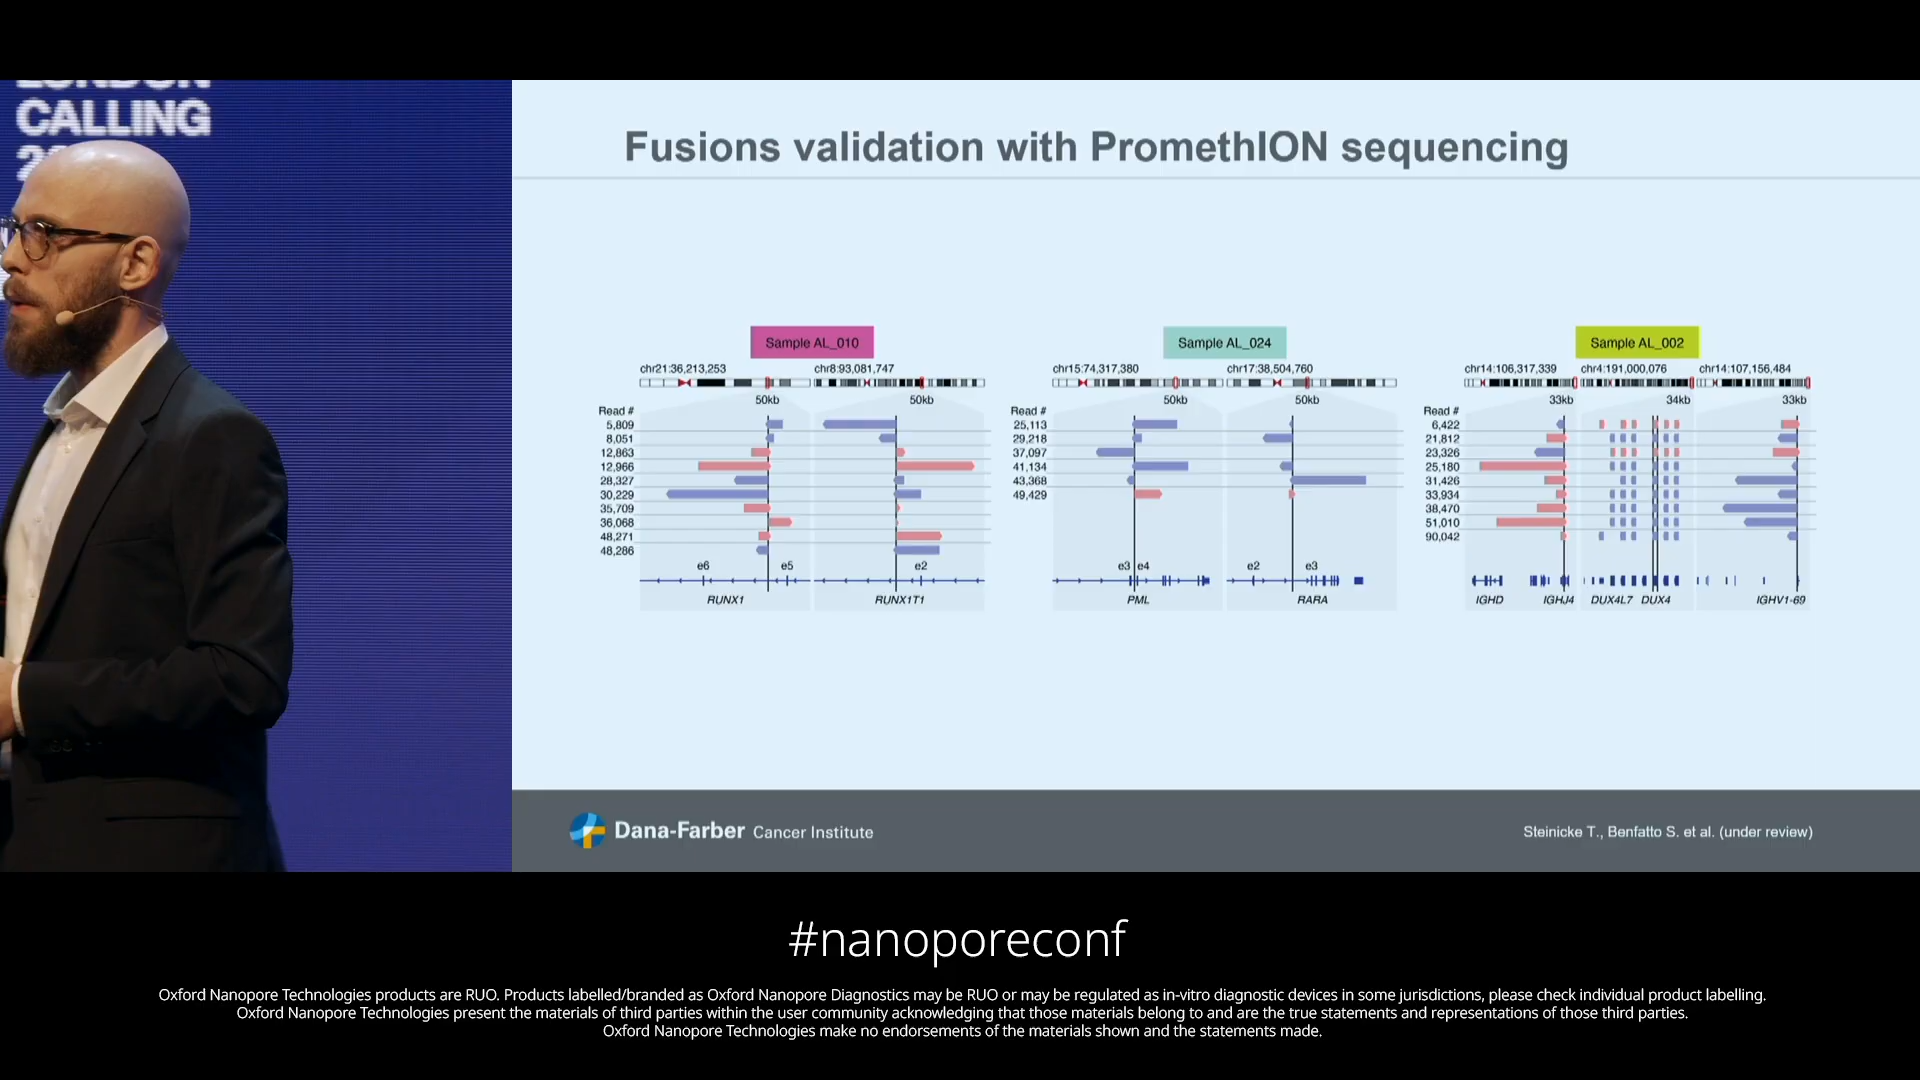 LONDON
CALLING
Fusions validation with PromethION sequencing
Sample AL_010
chr21:36,213,253 chr8:93,081,747
50kb 50kb
Read #
5,809
8,051
12,863
12,966
28,327
30,229
35,709
36,068
48,271
48,286
e6 e5 e2
RUNX1 RUNX1T1
Sample AL_024
chr15:74,317,380 chr17:38,504,760
50kb 50kb
Read #
25,113
29,218
37,097
41,134
43,368
49,429
e3 e4 e2 e3
PML RARA
Sample AL_002
chr14:106,317,339 chr4:191,000,076 chr14:107,156,484
33kb 34kb 33kb
Read #
6,422
21,812
23,326
25,180
31,426
33,934
38,470
51,010
90,042
IGHD IGHJ4 DUX4L7 DUX4 IGHV1-69
Dana-Farber Cancer Institute
Steinicke T., Benfatto S. et al. (under review)
#nanoporeconf
Oxford Nanopore Technologies products are RUO. Products labelled/branded as Oxford Nanopore Diagnostics may be RUO or may be regulated as in-vitro diagnostic devices in some jurisdictions, please check individual product labelling.
Oxford Nanopore Technologies present the materials of third parties within the user community acknowledging that those materials belong to and are the true statements and representations of those third parties.
Oxford Nanopore Technologies make no endorsements of the materials shown and the statements made.